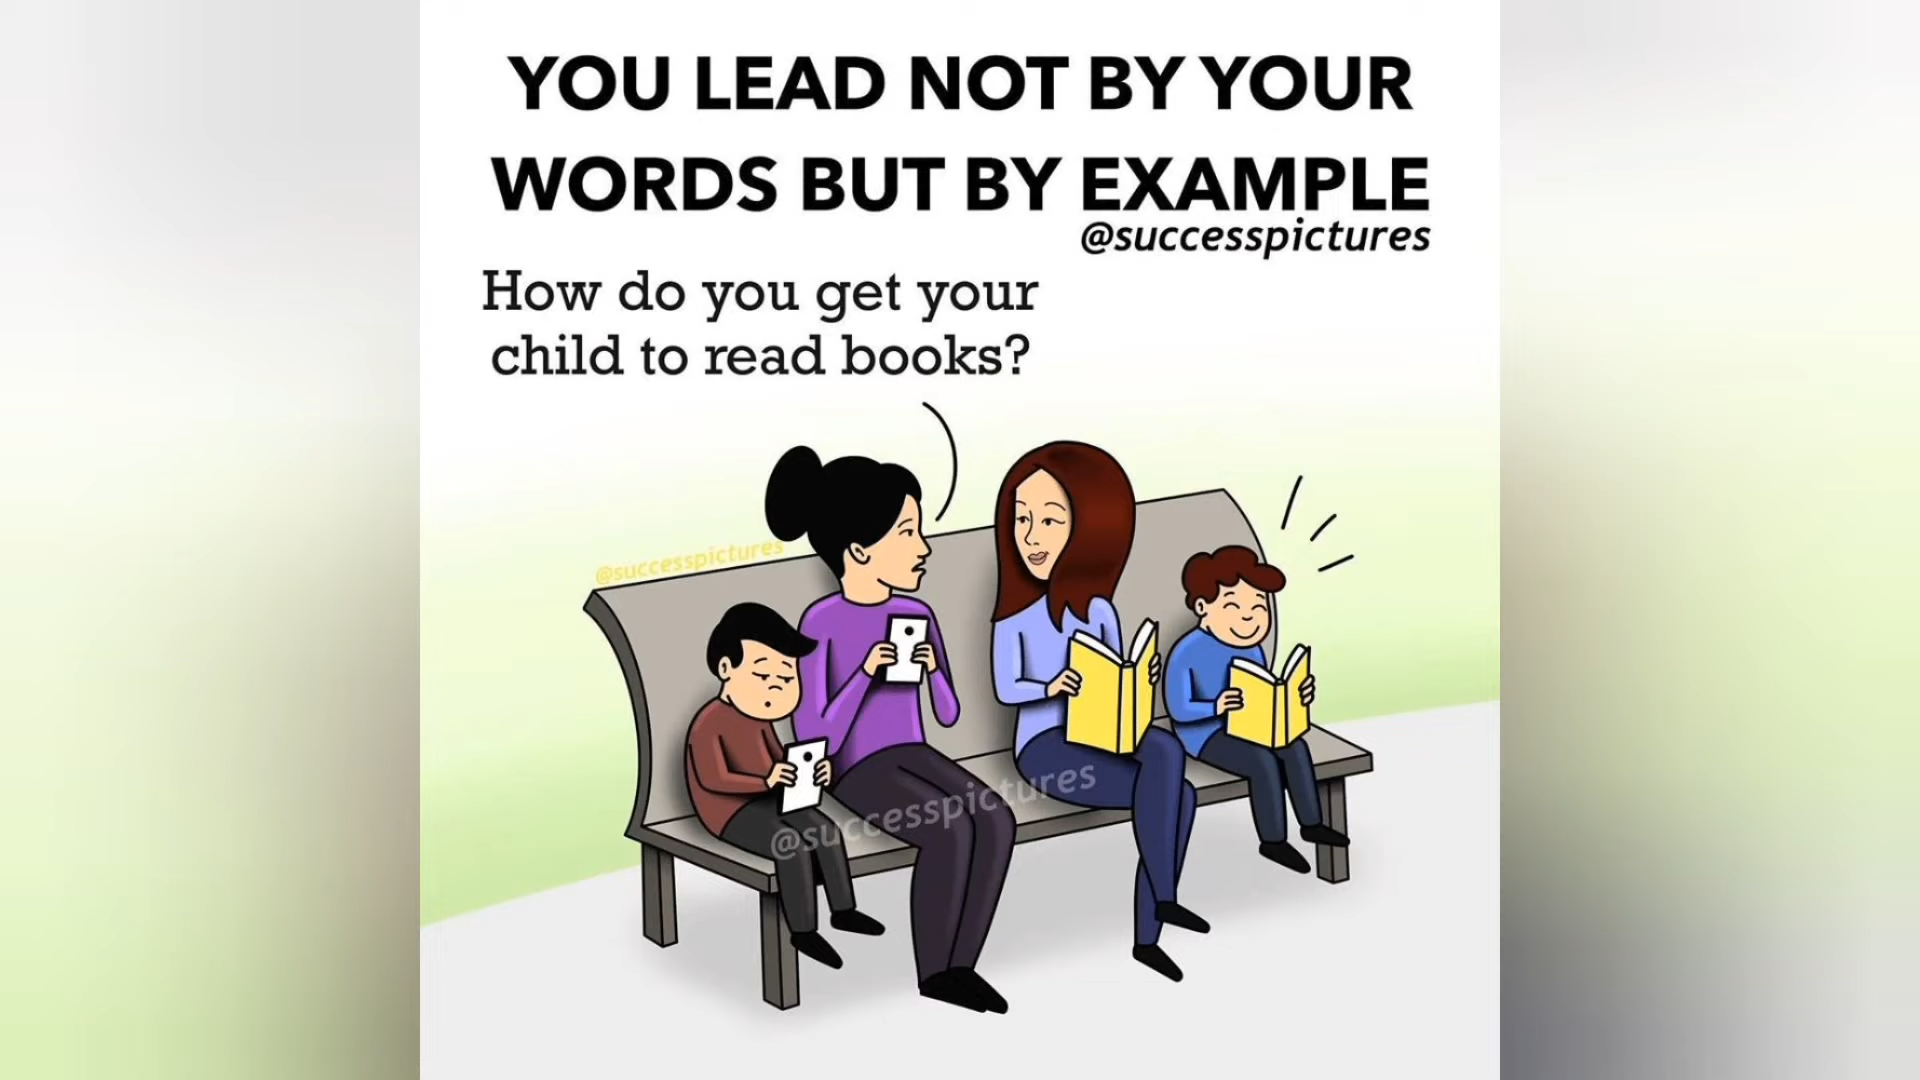 YOU LEAD NOT BY YOUR
WORDS BUT BY EXAMPLE
@successpictures
How do you get your
child to read books?
@successpictures
@successpictures